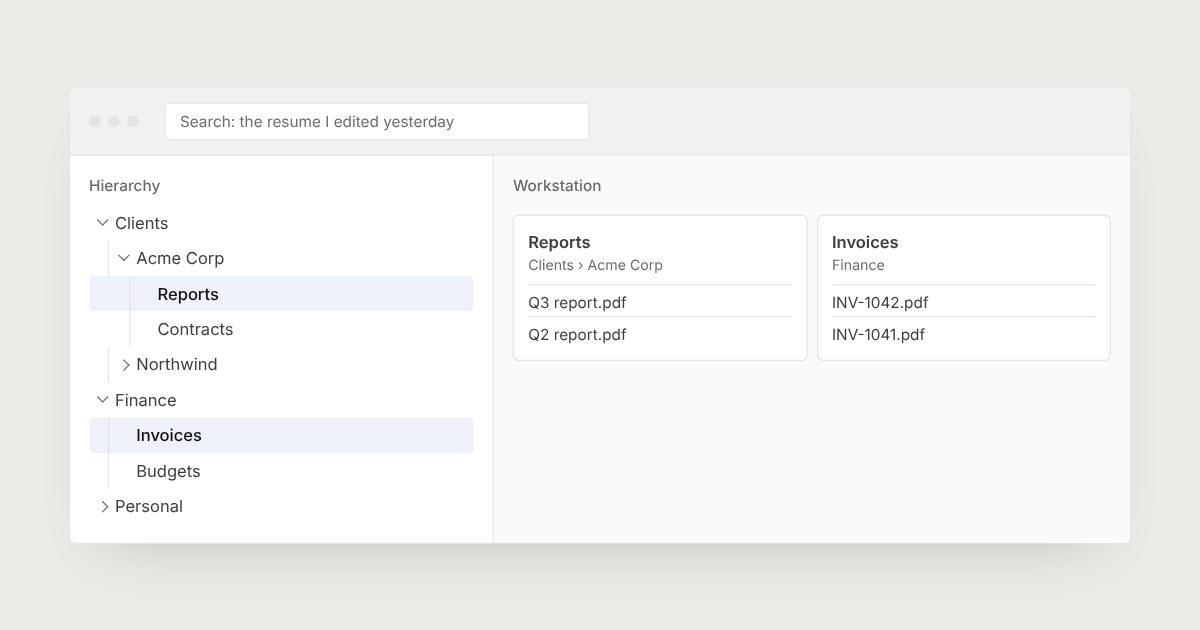 Search: the resume I edited yesterday
Hierarchy
Clients
Acme Corp
Reports
Contracts
Northwind
Finance
Invoices
Budgets
Personal
Workstation
Reports
Clients › Acme Corp
Q3 report.pdf
Q2 report.pdf
Invoices
Finance
INV-1042.pdf
INV-1041.pdf